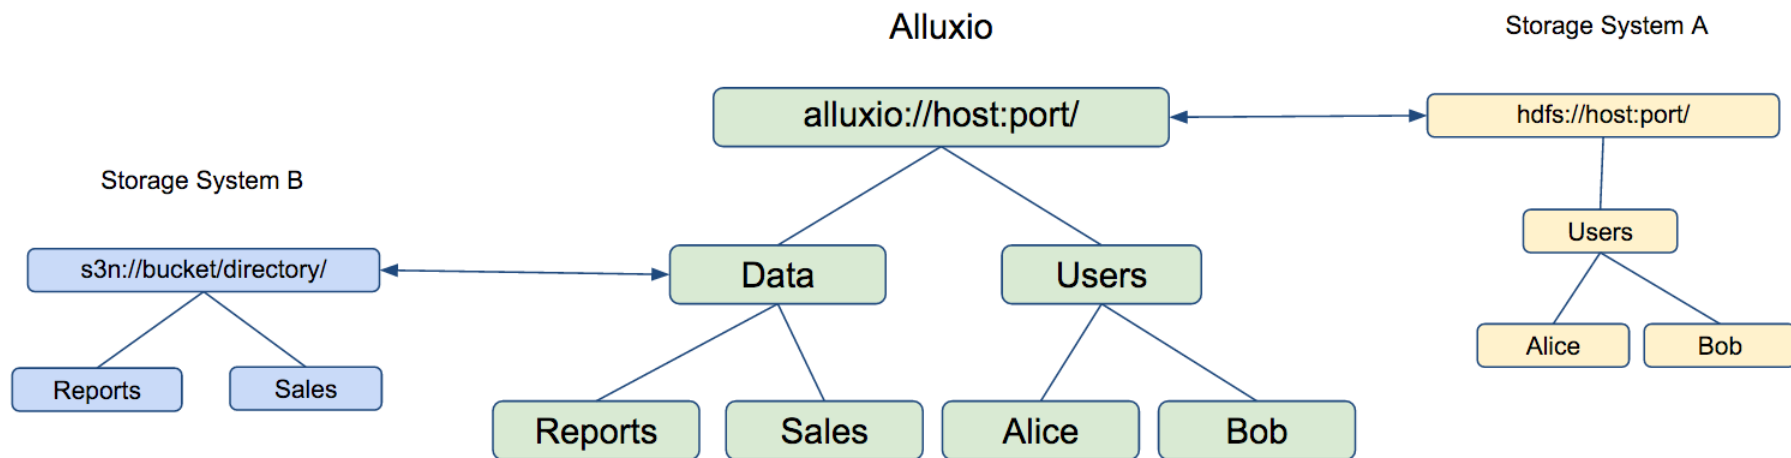 Alluxio
Storage System A
alluxio://host:port/
hdfs://host:port/
Storage System B
Users
s3n://bucket/directory/
Data
Users
Alice
Bob
Reports
Sales
Reports
Sales
Alice
Bob